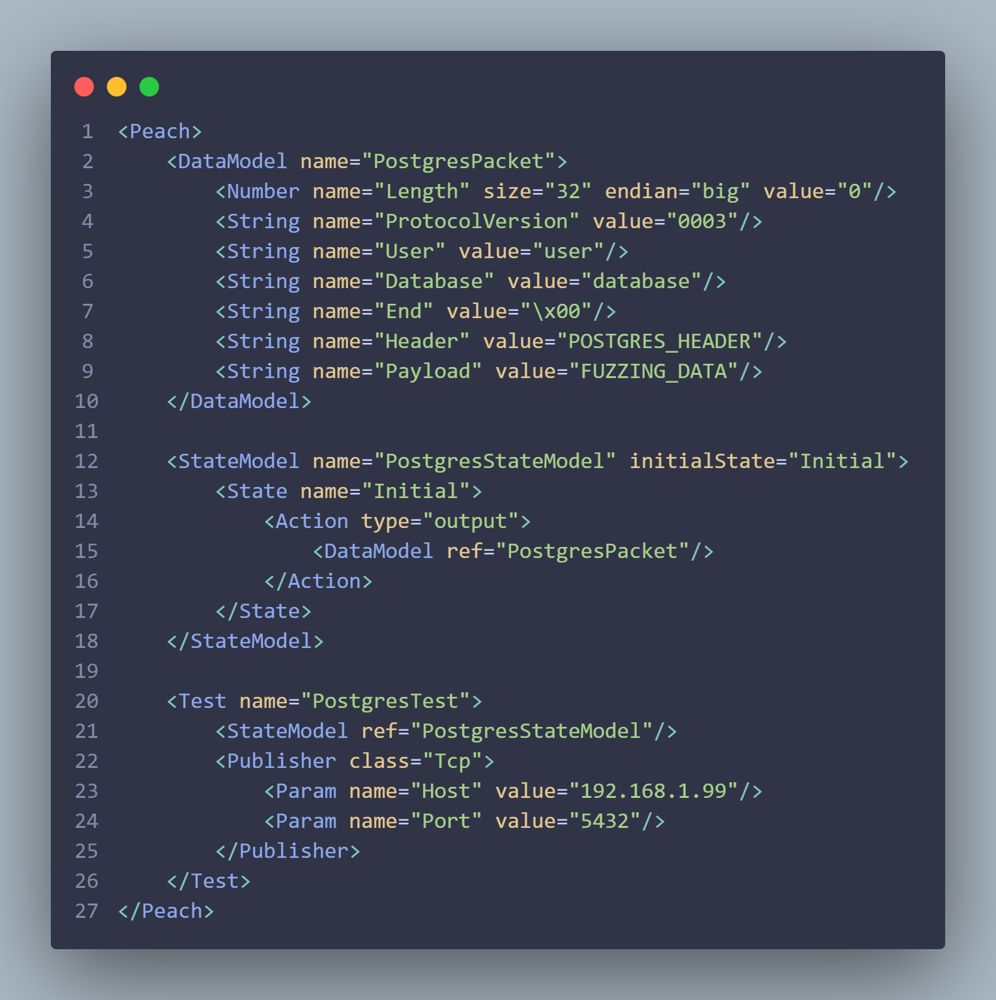 1 <Peach>
2     <DataModel name="PostgresPacket">
3         <Number name="Length" size="32" endian="big" value="0"/>
4         <String name="ProtocolVersion" value="0003"/>
5         <String name="User" value="user"/>
6         <String name="Database" value="database"/>
7         <String name="End" value="\x00"/>
8         <String name="Header" value="POSTGRES_HEADER"/>
9         <String name="Payload" value="FUZZING_DATA"/>
10     </DataModel>
11
12     <StateModel name="PostgresStateModel" initialState="Initial">
13         <State name="Initial">
14             <Action type="output">
15                 <DataModel ref="PostgresPacket"/>
16             </Action>
17         </State>
18     </StateModel>
19
20     <Test name="PostgresTest">
21         <StateModel ref="PostgresStateModel"/>
22         <Publisher class="Tcp">
23             <Param name="Host" value="192.168.1.99"/>
24             <Param name="Port" value="5432"/>
25         </Publisher>
26     </Test>
27 </Peach>